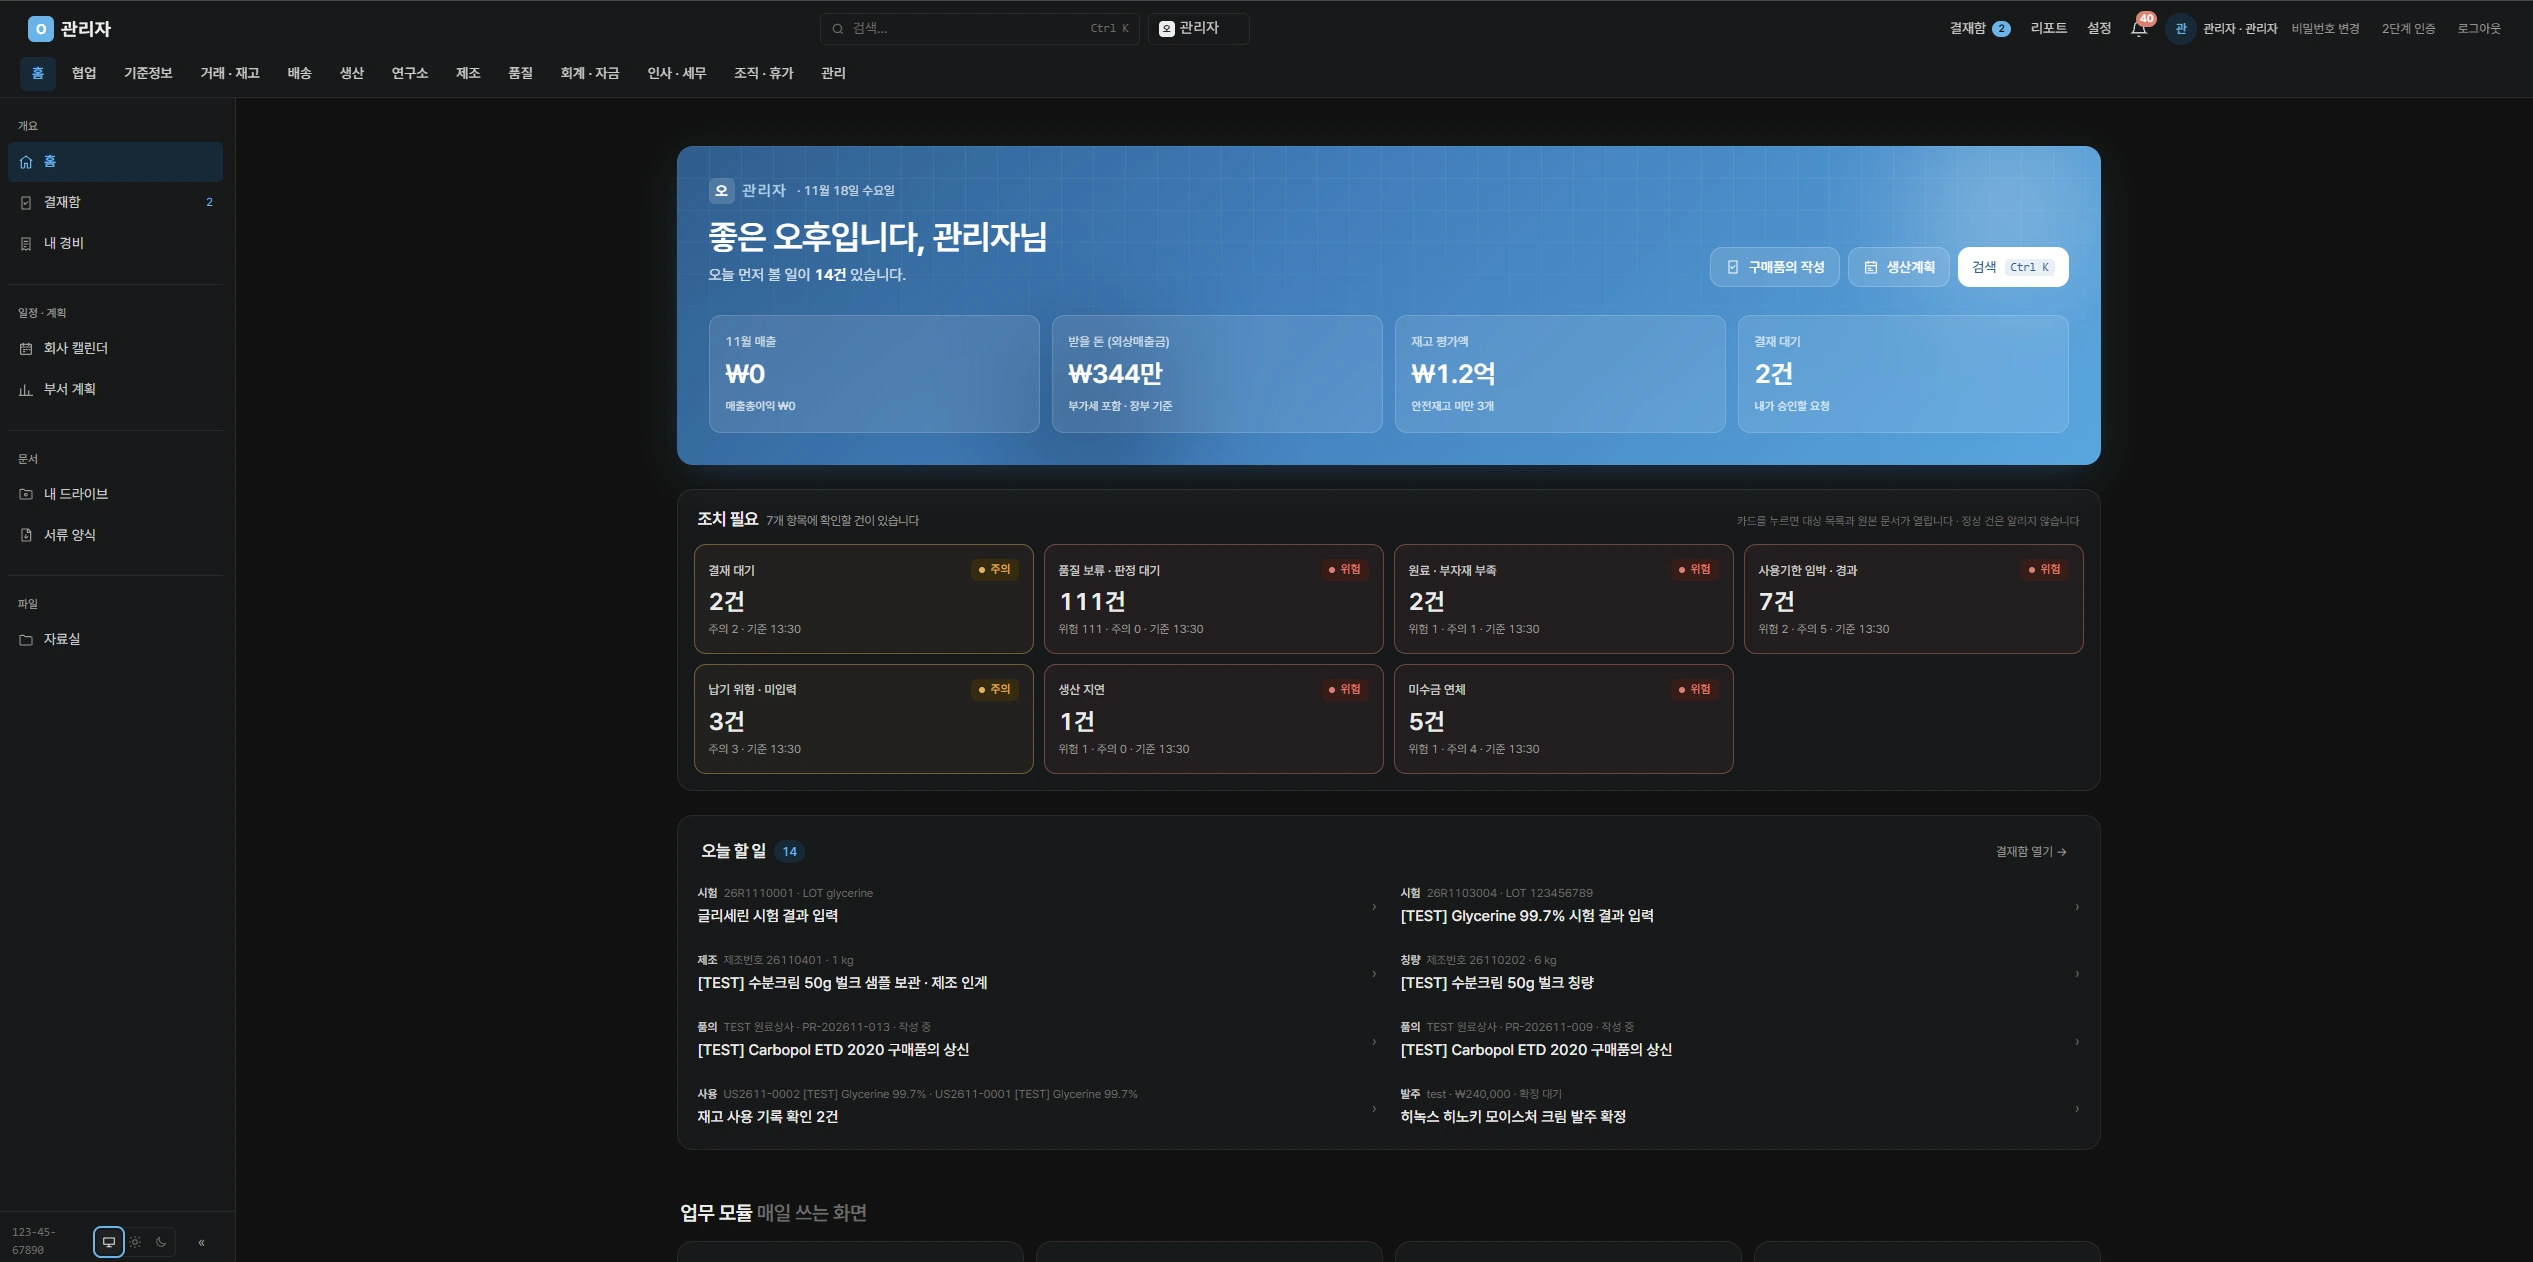 O 관리자
검색... Ctrl K
오 관리자
결재함 2 리포트 설정 40 관 관리자 · 관리자 비밀번호 변경 2단계 인증 로그아웃
홈 협업 기준정보 거래 · 재고 배송 생산 연구소 제조 품질 회계 · 자금 인사 · 세무 조직 · 휴가 관리
개요
홈
결재함 2
내 경비
일정 · 계획
회사 캘린더
부서 계획
문서
내 드라이브
서류 양식
파일
자료실
123-45-
67890
«
오 관리자 · 11월 18일 수요일
좋은 오후입니다, 관리자님
오늘 먼저 볼 일이 14건 있습니다.
구매품의 작성 생산계획 검색 Ctrl K
11월 매출
₩0
매출총이익 ₩0
받을 돈 (외상매출금)
₩344만
부가세 포함 · 장부 기준
재고 평가액
₩1.2억
안전재고 미만 3개
결재 대기
2건
내가 승인할 요청
조치 필요 7개 항목에 확인할 건이 있습니다
카드를 누르면 대상 목록과 원본 문서가 열립니다 · 정상 건은 알리지 않습니다
결재 대기 주의
2건
주의 2 · 기준 13:30
품질 보류 · 판정 대기 위험
111건
위험 111 · 주의 0 · 기준 13:30
원료 · 부자재 부족 위험
2건
위험 1 · 주의 1 · 기준 13:30
사용기한 임박 · 경과 위험
7건
위험 2 · 주의 5 · 기준 13:30
납기 위험 · 미입력 주의
3건
주의 3 · 기준 13:30
생산 지연 위험
1건
위험 1 · 주의 0 · 기준 13:30
미수금 연체 위험
5건
위험 1 · 주의 4 · 기준 13:30
오늘 할 일 14
결재함 열기 →
시험 26R1110001 · LOT glycerine
글리세린 시험 결과 입력
시험 26R1103004 · LOT 123456789
[TEST] Glycerine 99.7% 시험 결과 입력
제조 제조번호 26110401 · 1 kg
[TEST] 수분크림 50g 벌크 샘플 보관 · 제조 인계
칭량 제조번호 26110202 · 6 kg
[TEST] 수분크림 50g 벌크 칭량
품의 TEST 원료상사 · PR-202611-013 · 작성 중
[TEST] Carbopol ETD 2020 구매품의 상신
품의 TEST 원료상사 · PR-202611-009 · 작성 중
[TEST] Carbopol ETD 2020 구매품의 상신
사용 US2611-0002 [TEST] Glycerine 99.7% · US2611-0001 [TEST] Glycerine 99.7%
재고 사용 기록 확인 2건
발주 test · ₩240,000 · 확정 대기
히녹스 히노키 모이스처 크림 발주 확정
업무 모듈 매일 쓰는 화면